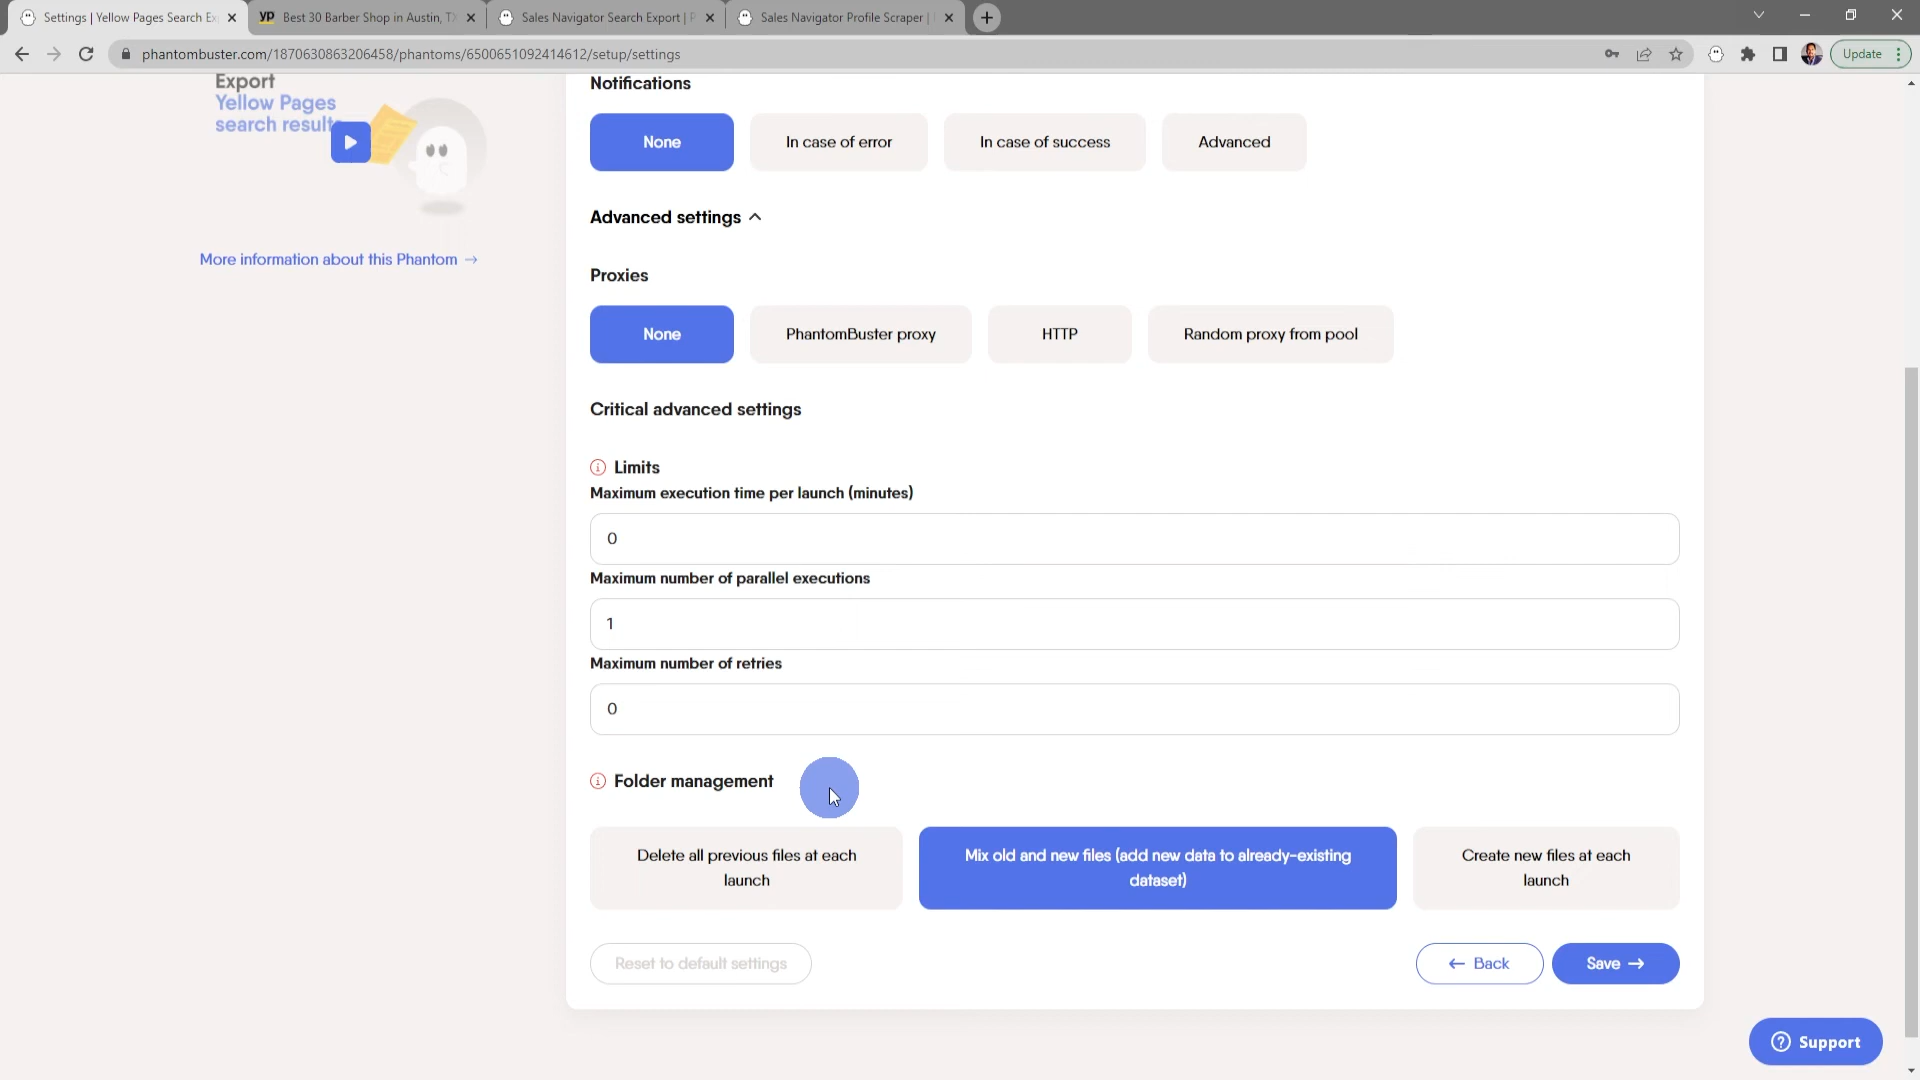 Settings | Yellow Pages Search Ex
yp Best 30 Barber Shop in Austin, TX
Sales Navigator Search Export | P
Sales Navigator Profile Scraper |
phantombuster.com/1870630863206458/phantoms/6500651092414612/setup/settings
Update
Export
Yellow Pages
search results
More information about this Phantom →
Notifications
None
In case of error
In case of success
Advanced
Advanced settings
Proxies
None
PhantomBuster proxy
HTTP
Random proxy from pool
Critical advanced settings
Limits
Maximum execution time per launch (minutes)
0
Maximum number of parallel executions
1
Maximum number of retries
0
Folder management
Delete all previous files at each
launch
Mix old and new files (add new data to already-existing
dataset)
Create new files at each
launch
Reset to default settings
← Back
Save →
Support